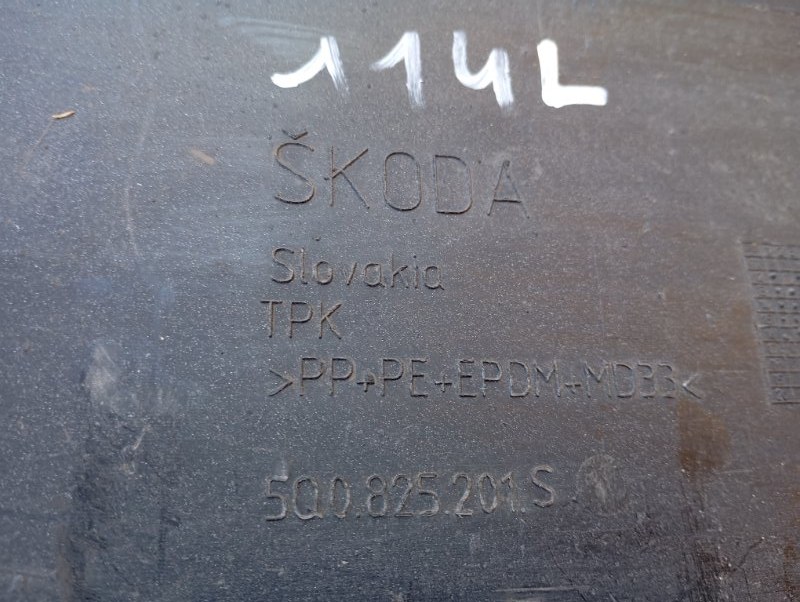 114L
ŠKODA
Slovakia
TPK
>PP+PE+EPDM+MD33<
5Q0.825.201.S